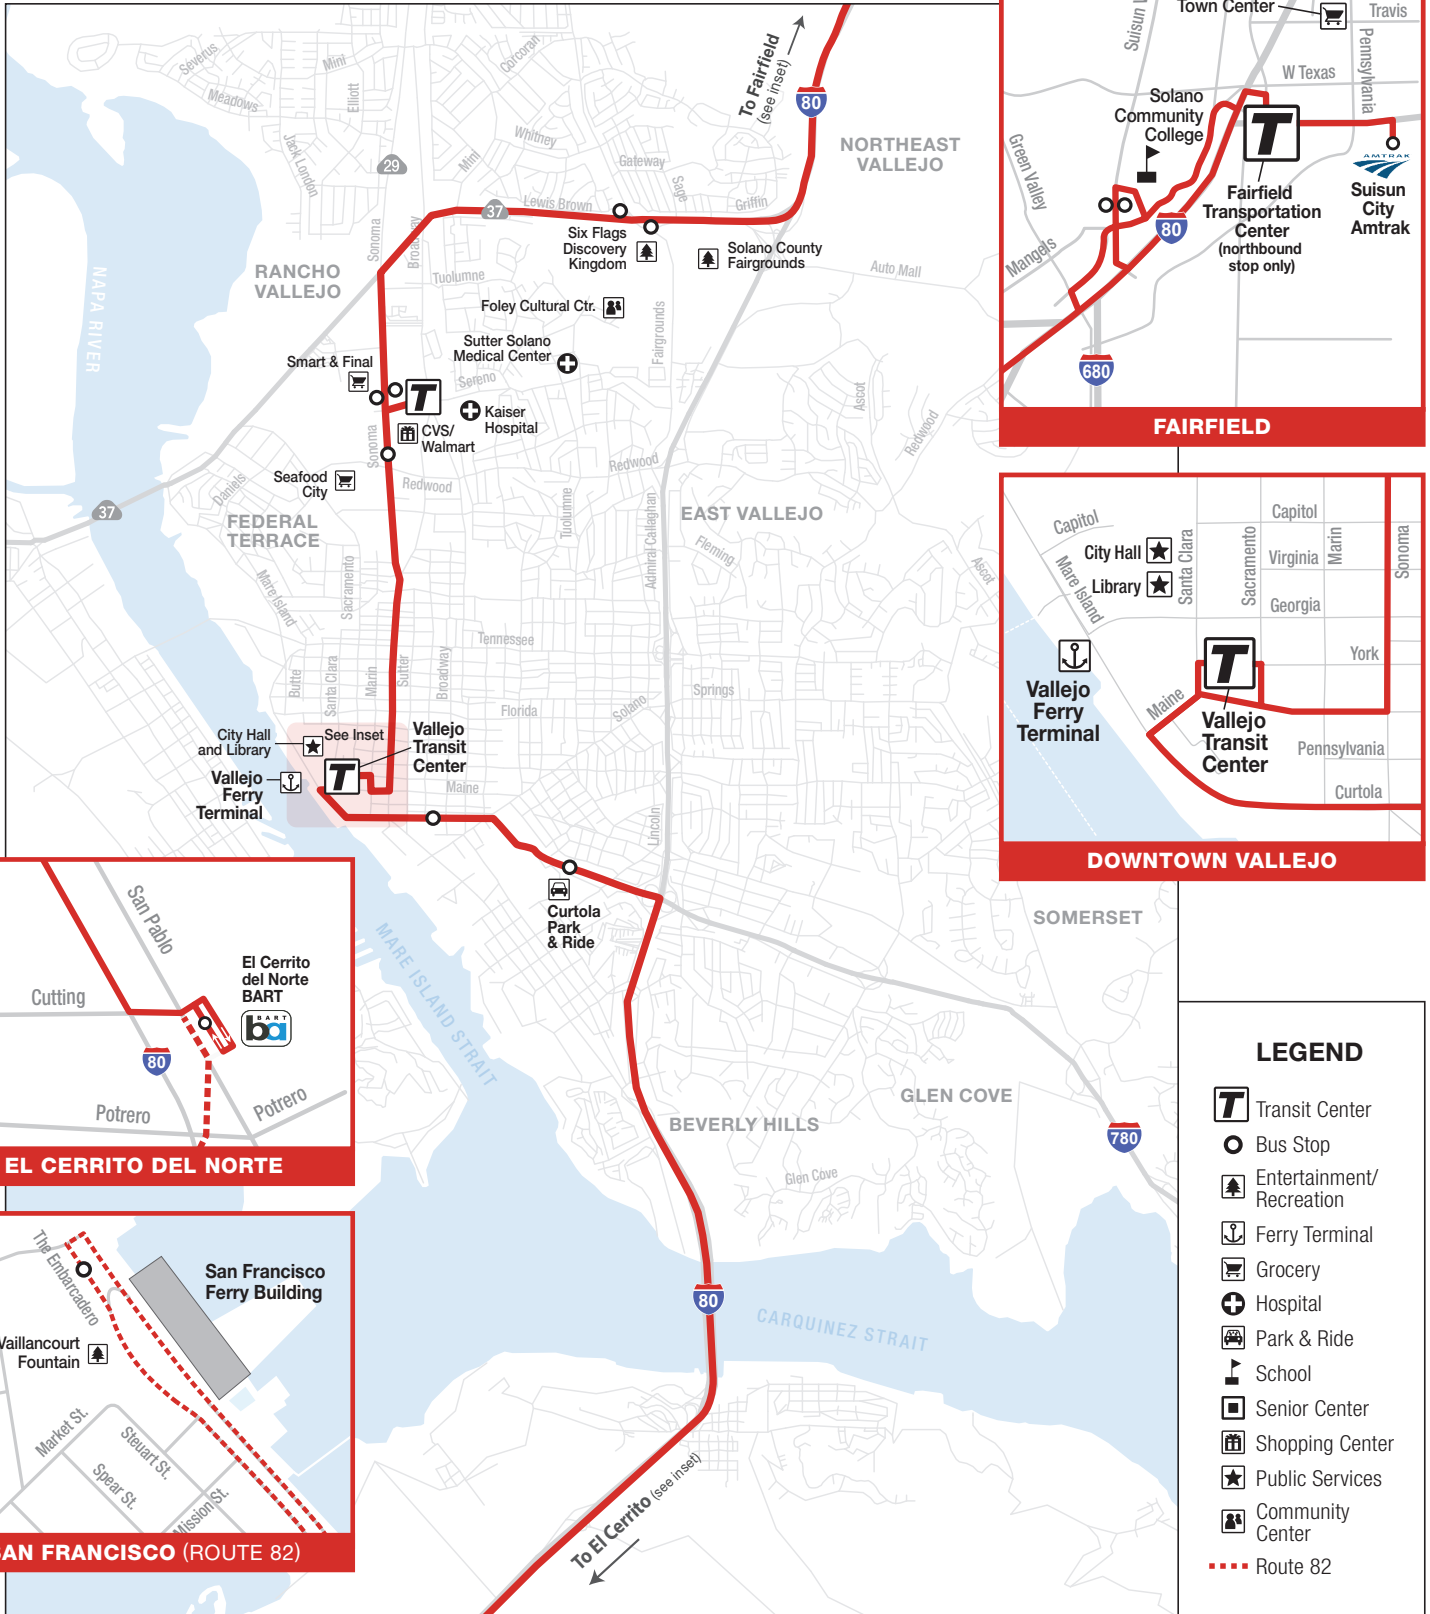 To Fairfield
(see inset)
80
Severus
Mini
Corcoran
Meadows
Elliott
Jack London
Whitney
Mini
Gateway
Sage
29
NORTHEAST
VALLEJO
Lewis Brown
Griffin
37
Sonoma
Broadway
Six Flags
Discovery
Kingdom
Solano County
Fairgrounds
RANCHO
VALLEJO
Tuolumne
Auto Mall
NAPA RIVER
Foley Cultural Ctr.
Fairgrounds
Sutter Solano
Medical Center
Smart & Final
Sereno
T
Kaiser
Hospital
CVS/
Walmart
Ascot
Redwood
Sonoma
Redwood
Seafood
City
Redwood
Daniels
37
FEDERAL
TERRACE
Tuolumne
Admiral Callaghan
EAST VALLEJO
Fleming
Ascot
Mare Island
Sacramento
Tennessee
Butte
Santa Clara
Marin
Sutter
Broadway
Springs
Florida
Solano
City Hall
and Library
See Inset
Vallejo
Transit
Center
T
Vallejo
Ferry
Terminal
Maine
Lincoln
Curtola
Park
& Ride
SOMERSET
MARE ISLAND STRAIT
GLEN COVE
BEVERLY HILLS
780
Glen Cove
80
CARQUINEZ STRAIT
To El Cerrito (see inset)
Town Center
Travis
Pennsylvania
W Texas
Solano
Community
College
T
Green Valley
AMTRAK
Fairfield
Transportation
Center
(northbound
stop only)
Suisun
City
Amtrak
80
Mangels
680
FAIRFIELD
Capitol
Capitol
City Hall
Library
Mare Island
Santa Clara
Sacramento
Virginia
Marin
Sonoma
Georgia
York
T
Vallejo
Ferry
Terminal
Maine
Vallejo
Transit
Center
Pennsylvania
Curtola
DOWNTOWN VALLEJO
San Pablo
El Cerrito
del Norte
BART
Cutting
BART
ba
80
Potrero
Potrero
EL CERRITO DEL NORTE
The Embarcadero
San Francisco
Ferry Building
Vaillancourt
Fountain
Market St.
Steuart St.
Spear St.
Mission St.
SAN FRANCISCO (ROUTE 82)
LEGEND
T Transit Center
Bus Stop
Entertainment/
Recreation
Ferry Terminal
Grocery
Hospital
Park & Ride
School
Senior Center
Shopping Center
Public Services
Community
Center
Route 82